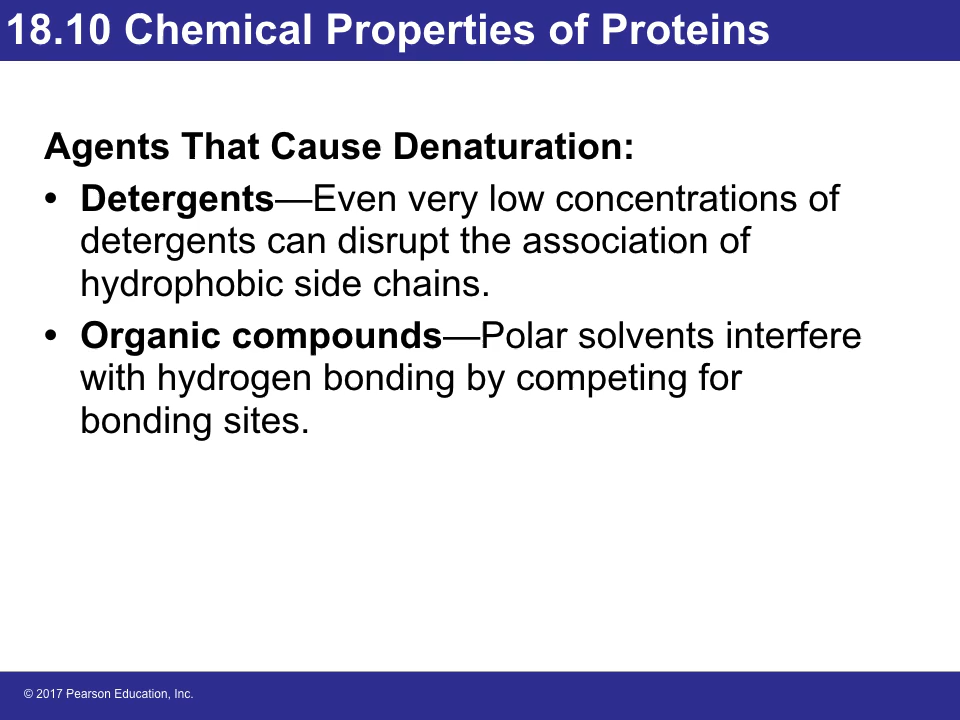 18.10 Chemical Properties of Proteins
Agents That Cause Denaturation:
• Detergents—Even very low concentrations of
detergents can disrupt the association of
hydrophobic side chains.
• Organic compounds—Polar solvents interfere
with hydrogen bonding by competing for
bonding sites.
© 2017 Pearson Education, Inc.